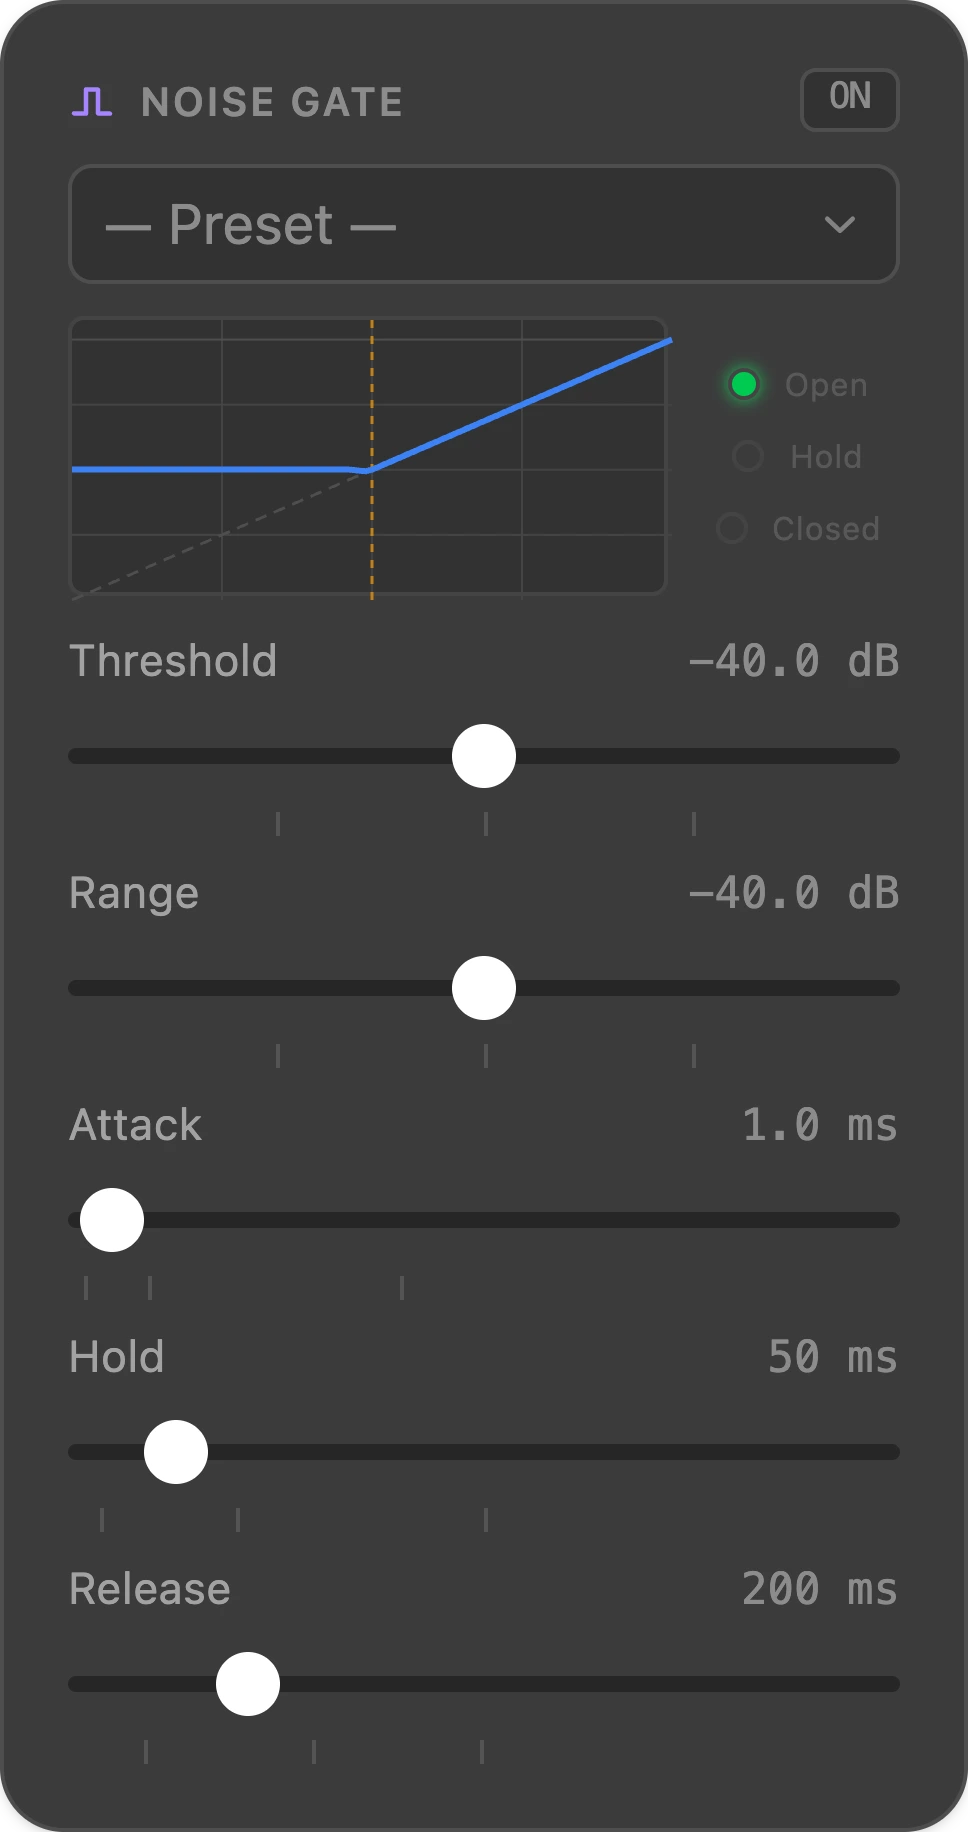 NOISE GATE
ON
— Preset —
Open
Hold
Closed
Threshold
−40.0 dB
Range
−40.0 dB
Attack
1.0 ms
Hold
50 ms
Release
200 ms